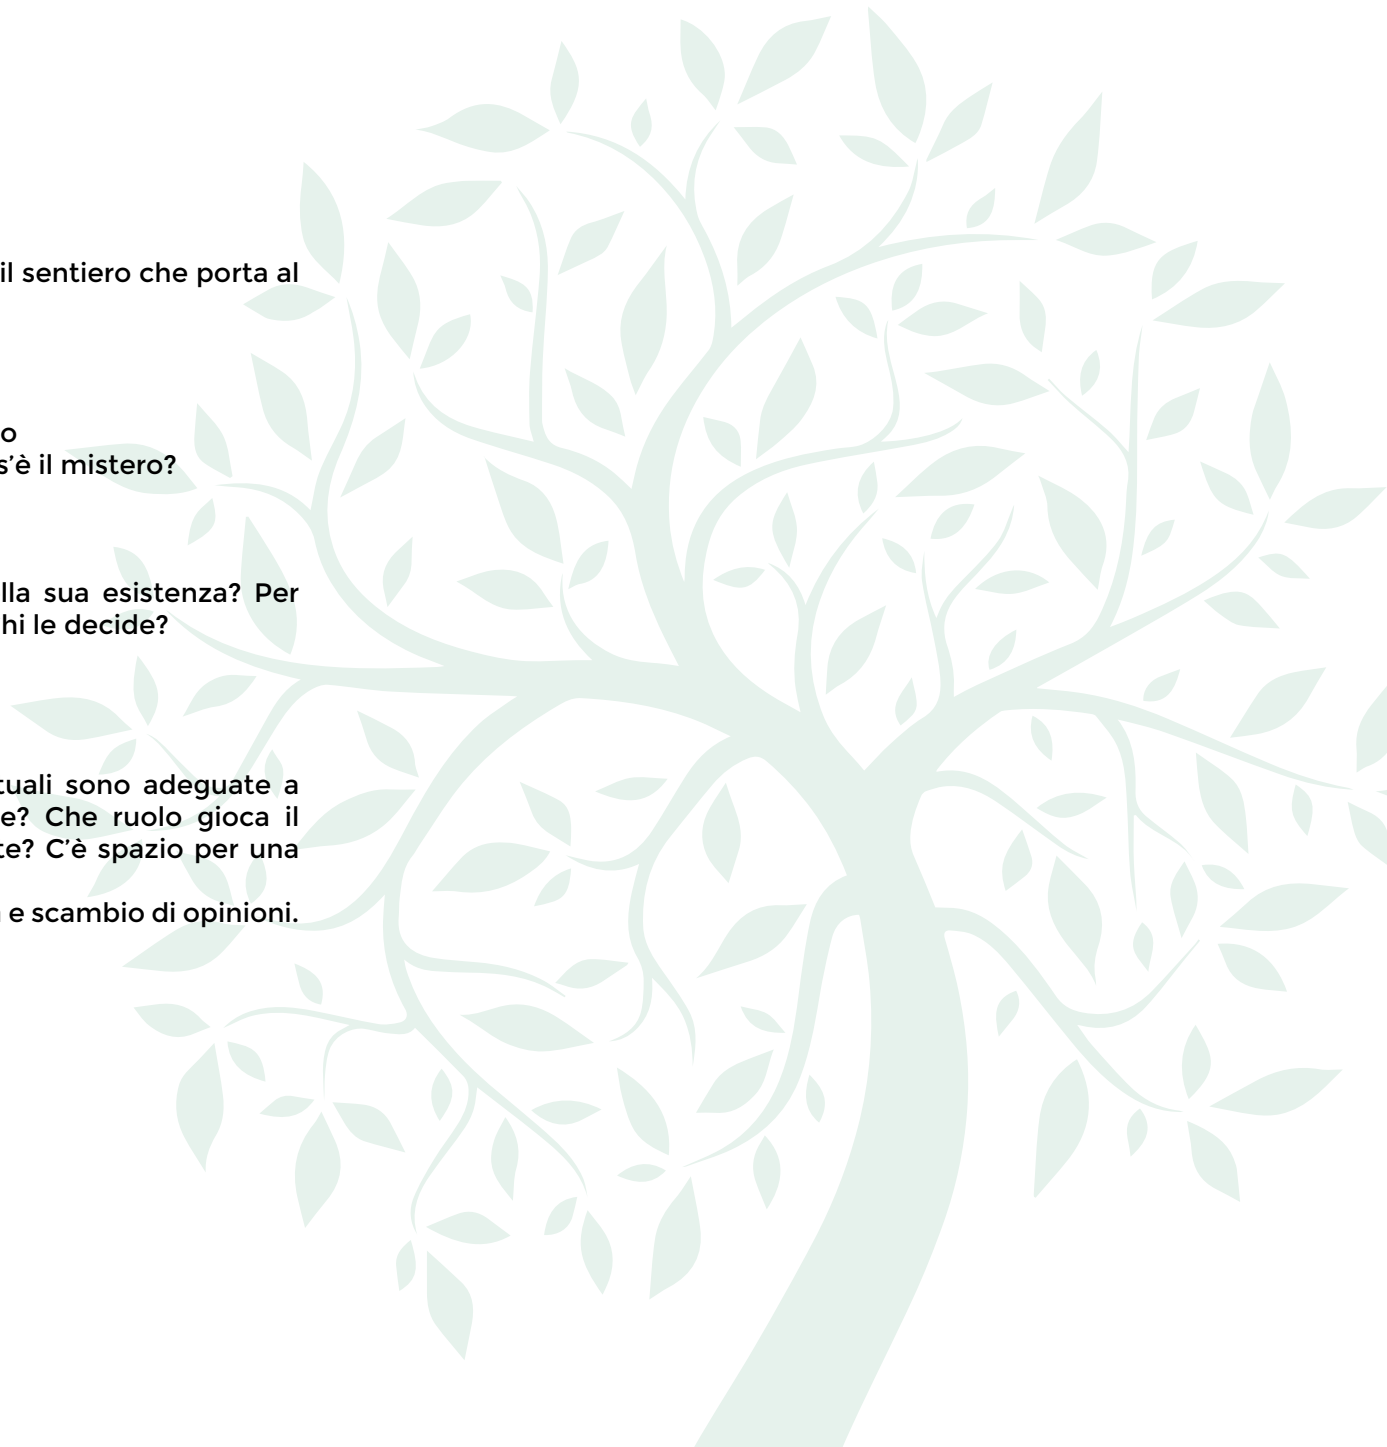 il sentiero che porta al
o
s'è il mistero?
lla sua esistenza? Per
hi le decide?
tuali sono adeguate a
e? Che ruolo gioca il
te? C'è spazio per una
e scambio di opinioni.